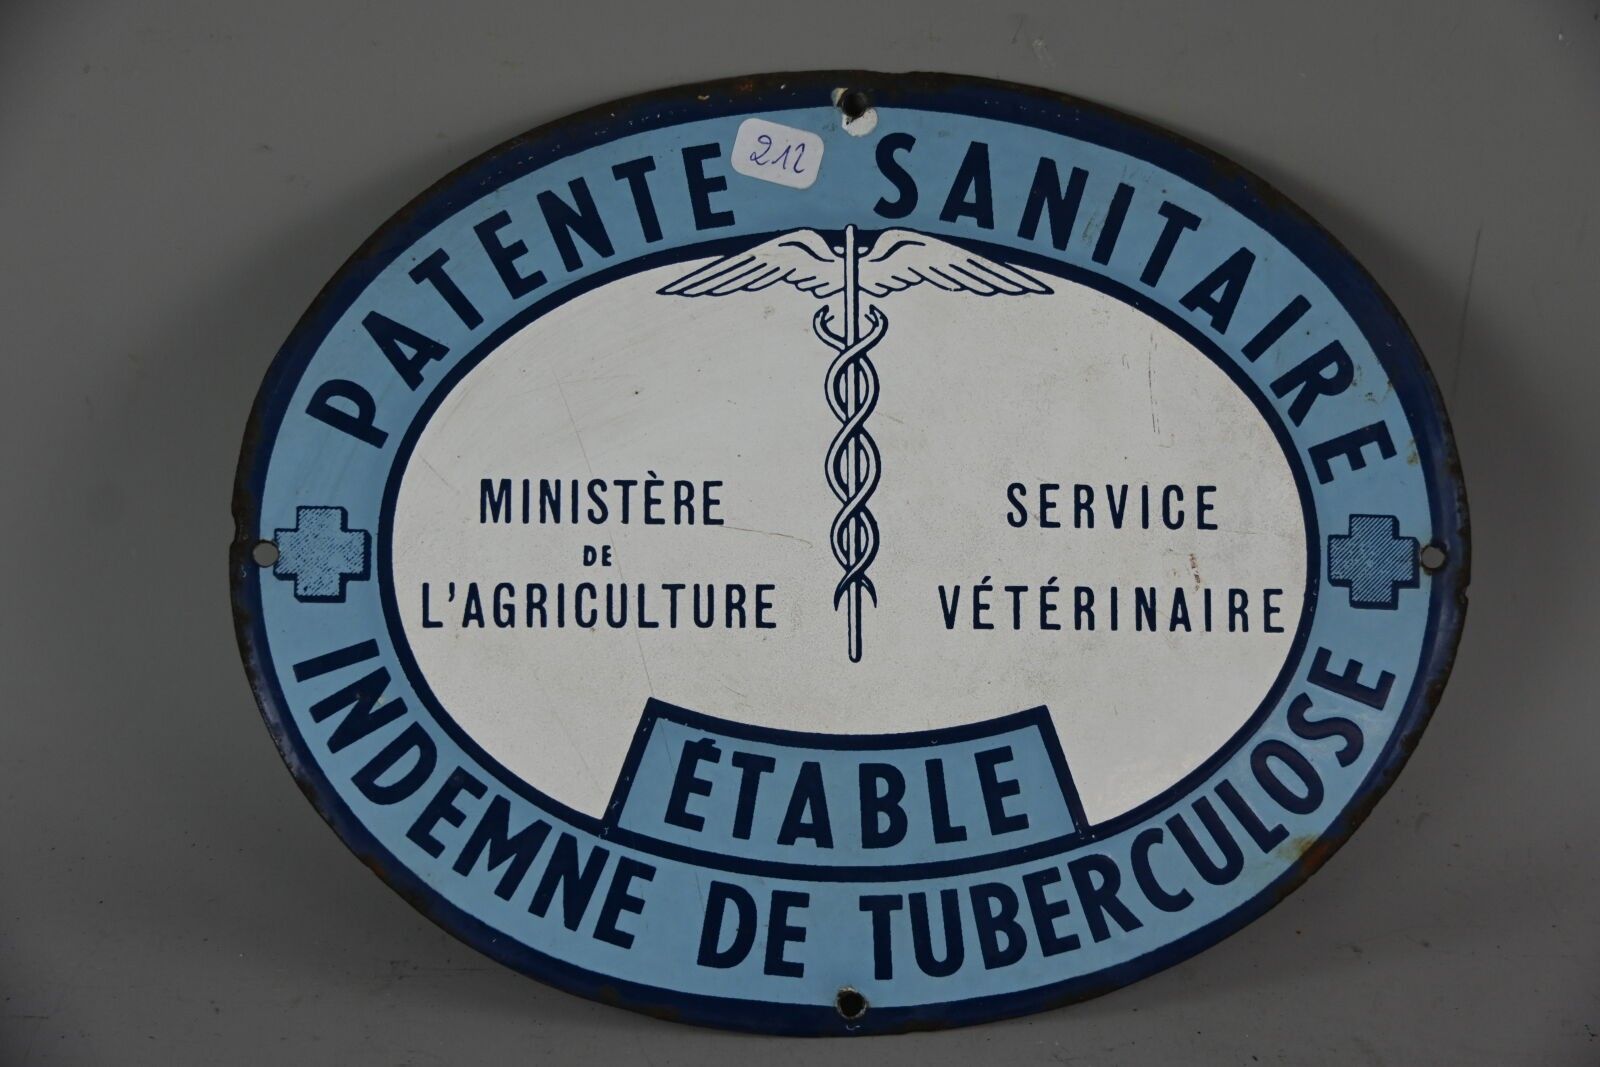 PATENTE SANITAIRE
212
MINISTÈRE
DE
L'AGRICULTURE
SERVICE
VÉTÉRINAIRE
ÉTABLE
INDEMNE DE TUBERCULOSE